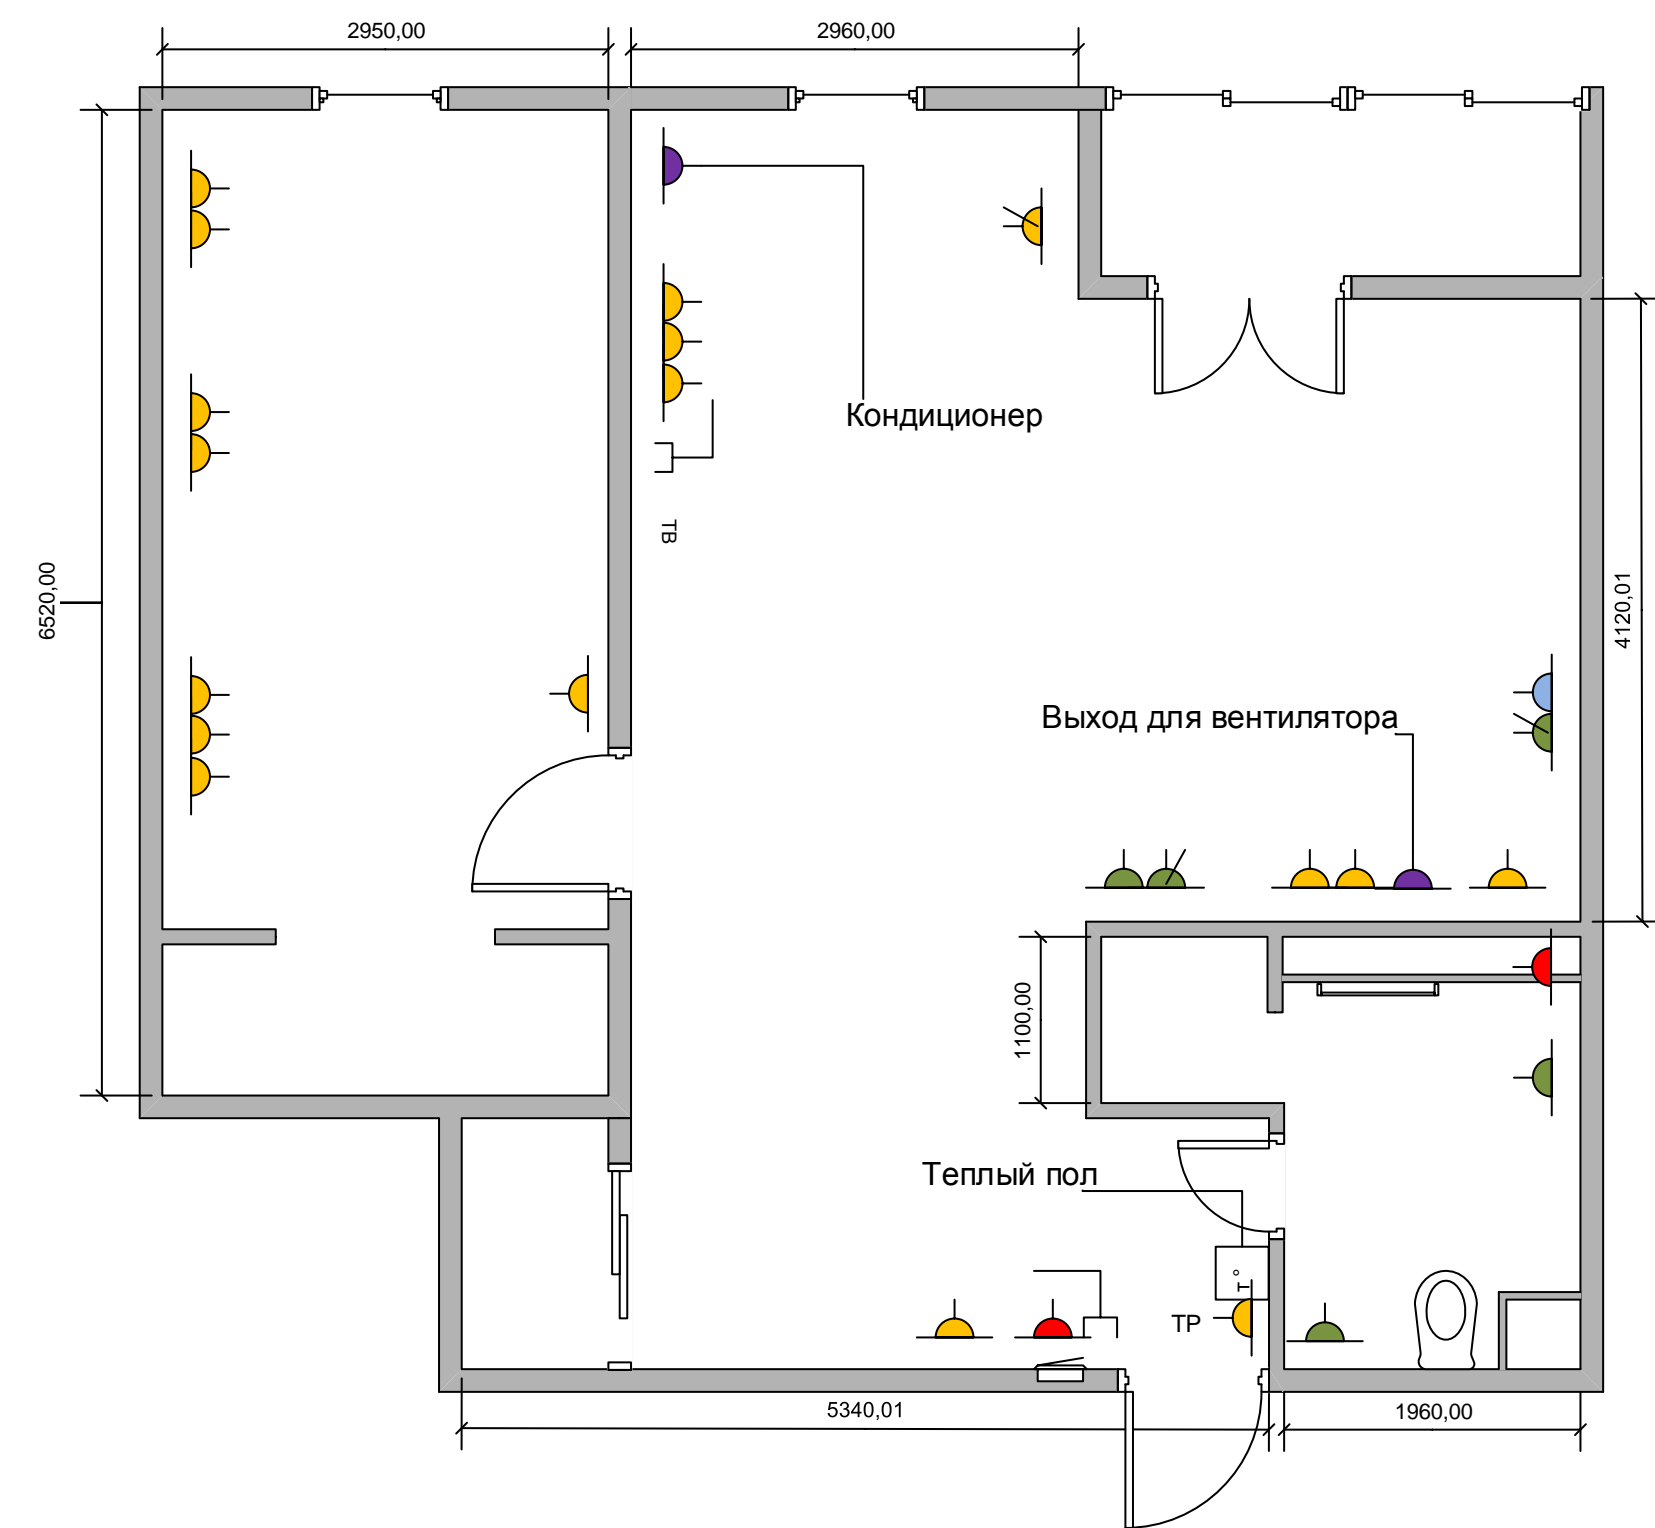 2950,00
2960,00
Кондиционер
ТВ
6520,00
4120,01
Выход для вентилятора
1100,00
Теплый пол
T°
ТР
5340,01
1960,00